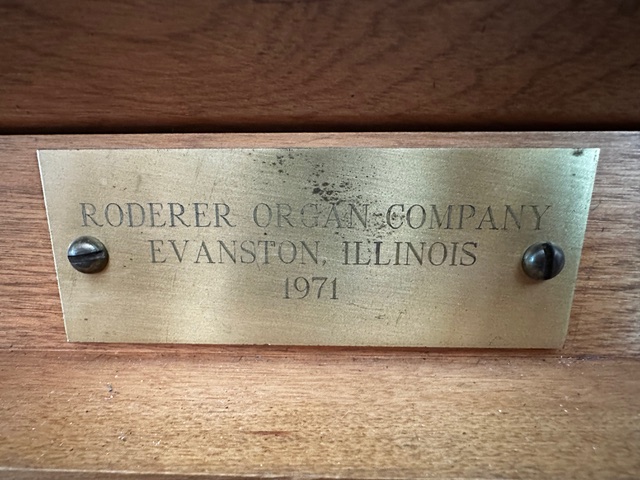 RODERER ORGAN COMPANY
EVANSTON, ILLINOIS
1971